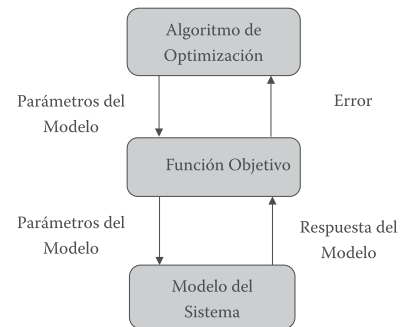 Algoritmo de
Optimización
Parámetros del
Modelo
Error
Función Objetivo
Parámetros del
Modelo
Respuesta del
Modelo
Modelo del
Sistema